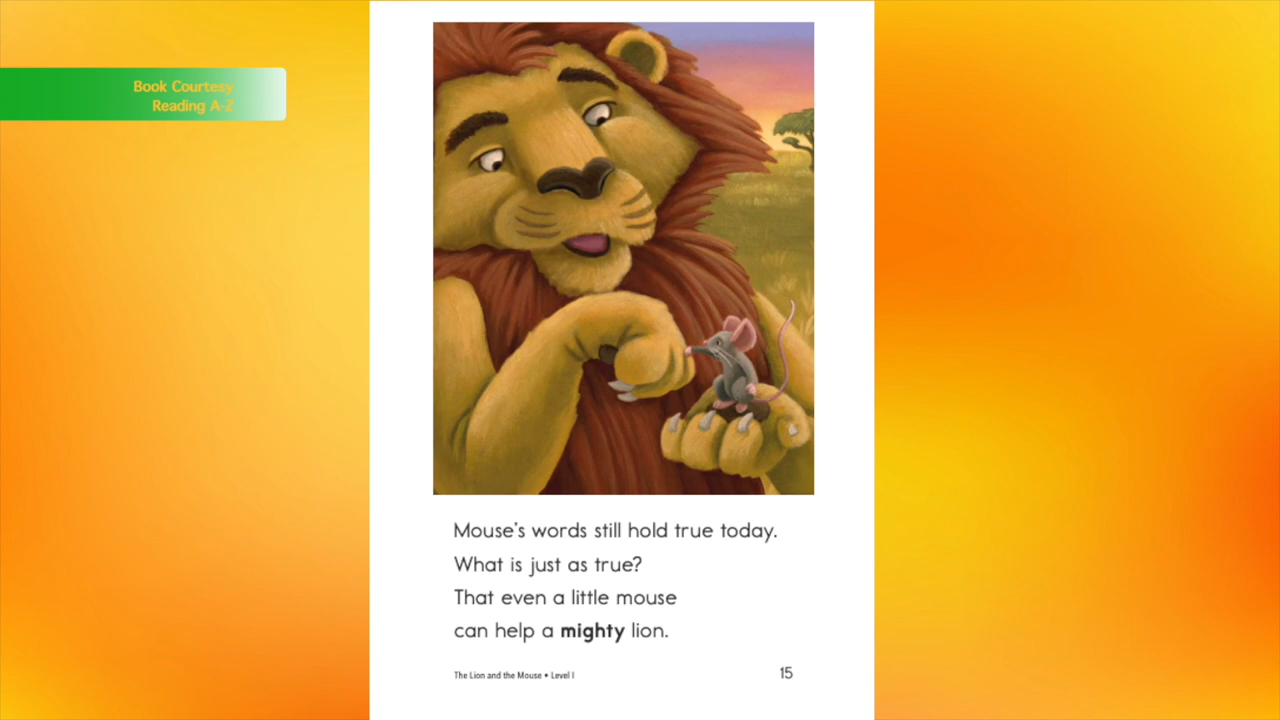 Book Courtesy
Reading A-Z
Mouse's words still hold true today.
What is just as true?
That even a little mouse
can help a mighty lion.
The Lion and the Mouse • Level I
15